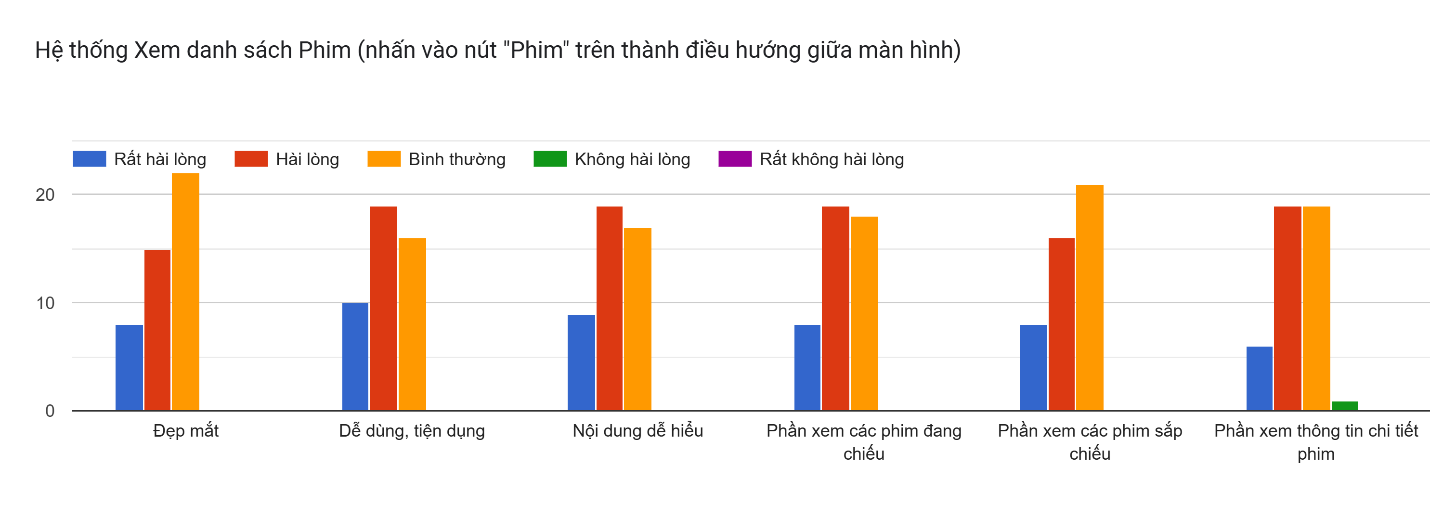 Hệ thống Xem danh sách Phim (nhấn vào nút "Phim" trên thành điều hướng giữa màn hình)
Rất hài lòng Hài lòng Bình thường Không hài lòng Rất không hài lòng
20
10
0
Đẹp mắt
Dễ dùng, tiện dụng
Nội dung dễ hiểu
Phần xem các phim đang
chiếu
Phần xem các phim sắp
chiếu
Phần xem thông tin chi tiết
phim